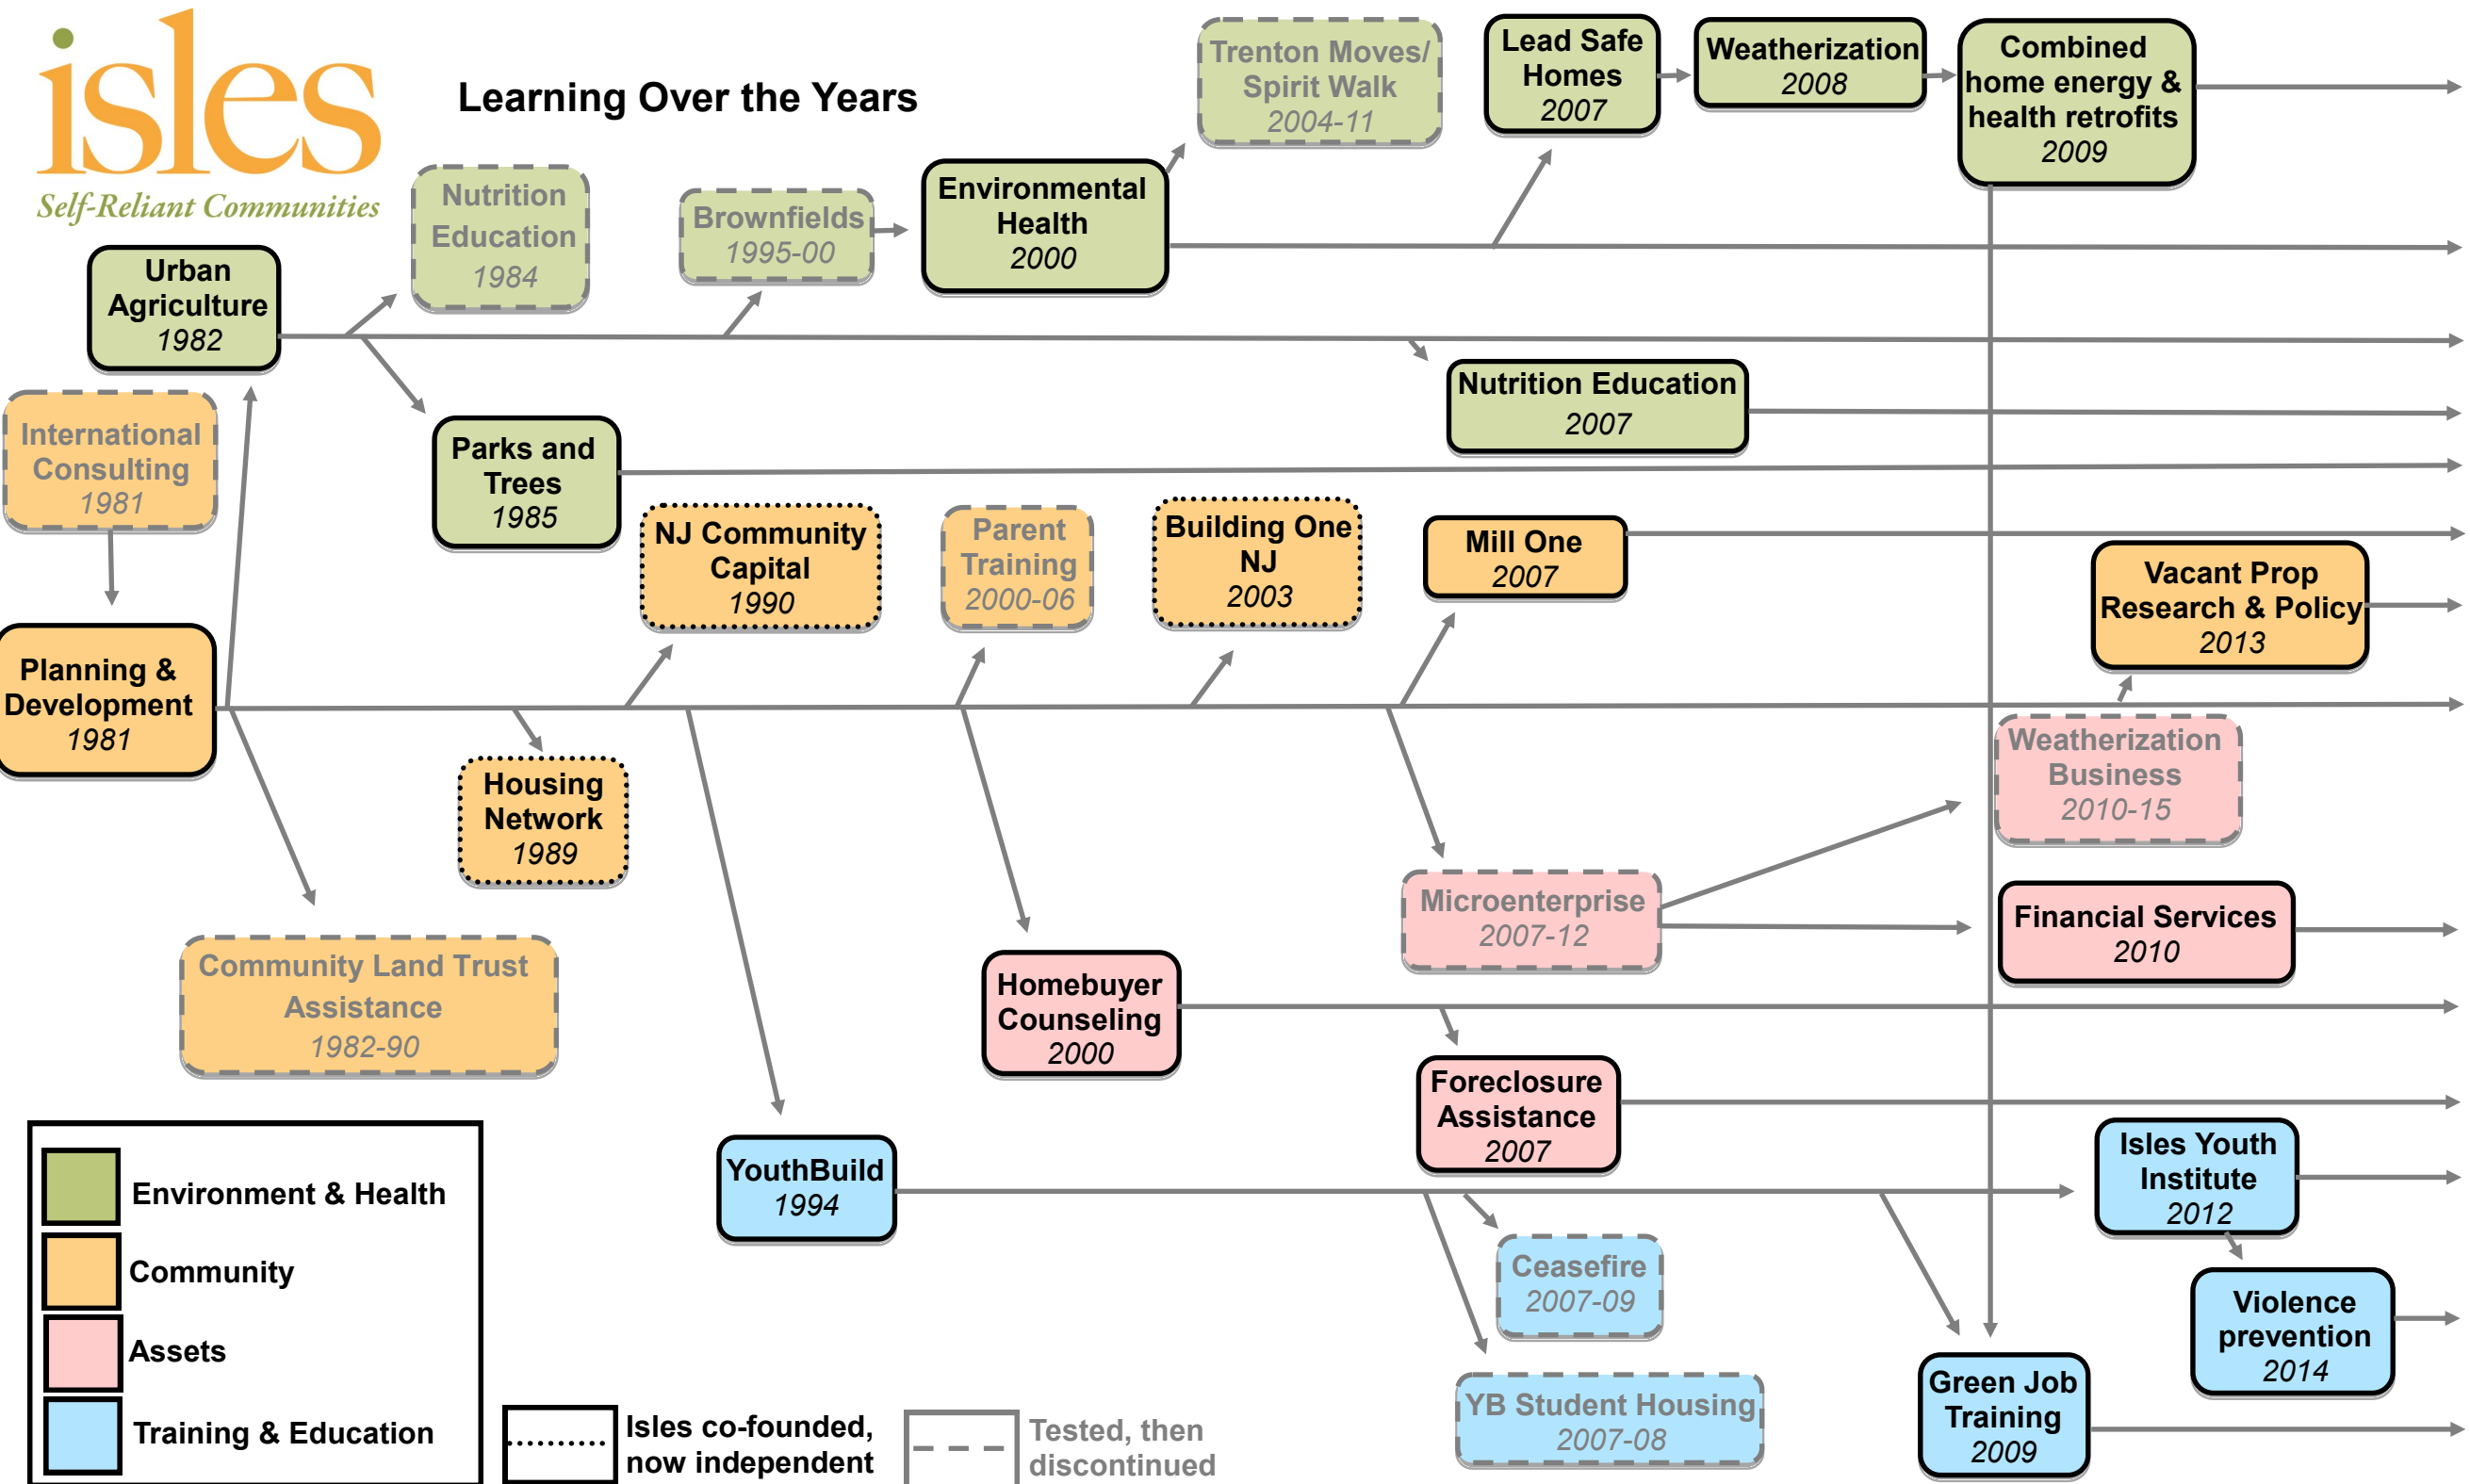 isles
Self-Reliant Communities
Learning Over the Years
Trenton Moves/
Spirit Walk
2004-11
Lead Safe
Homes
2007
Weatherization
2008
Combined
home energy &
health retrofits
2009
Nutrition
Education
1984
Brownfields
1995-00
Environmental
Health
2000
Urban
Agriculture
1982
Nutrition Education
2007
International
Consulting
1981
Parks and
Trees
1985
NJ Community
Capital
1990
Parent
Training
2000-06
Building One
NJ
2003
Mill One
2007
Vacant Prop
Research & Policy
2013
Planning &
Development
1981
Housing
Network
1989
Weatherization
Business
2010-15
Microenterprise
2007-12
Financial Services
2010
Community Land Trust
Assistance
1982-90
Homebuyer
Counseling
2000
Foreclosure
Assistance
2007
YouthBuild
1994
Isles Youth
Institute
2012
Ceasefire
2007-09
Violence
prevention
2014
YB Student Housing
2007-08
Green Job
Training
2009
Environment & Health
Community
Assets
Training & Education
Isles co-founded,
now independent
Tested, then
discontinued